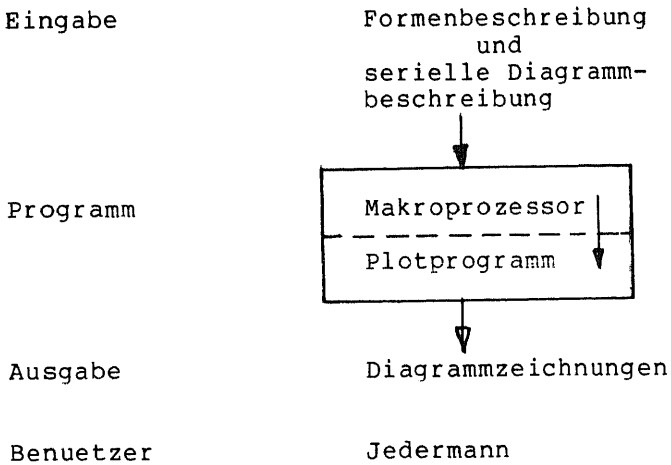 Eingabe Formenbeschreibung
und
serielle Diagramm-
beschreibung
Programm Makroprozessor
Plotprogramm
Ausgabe Diagrammzeichnungen
Benuetzer Jedermann